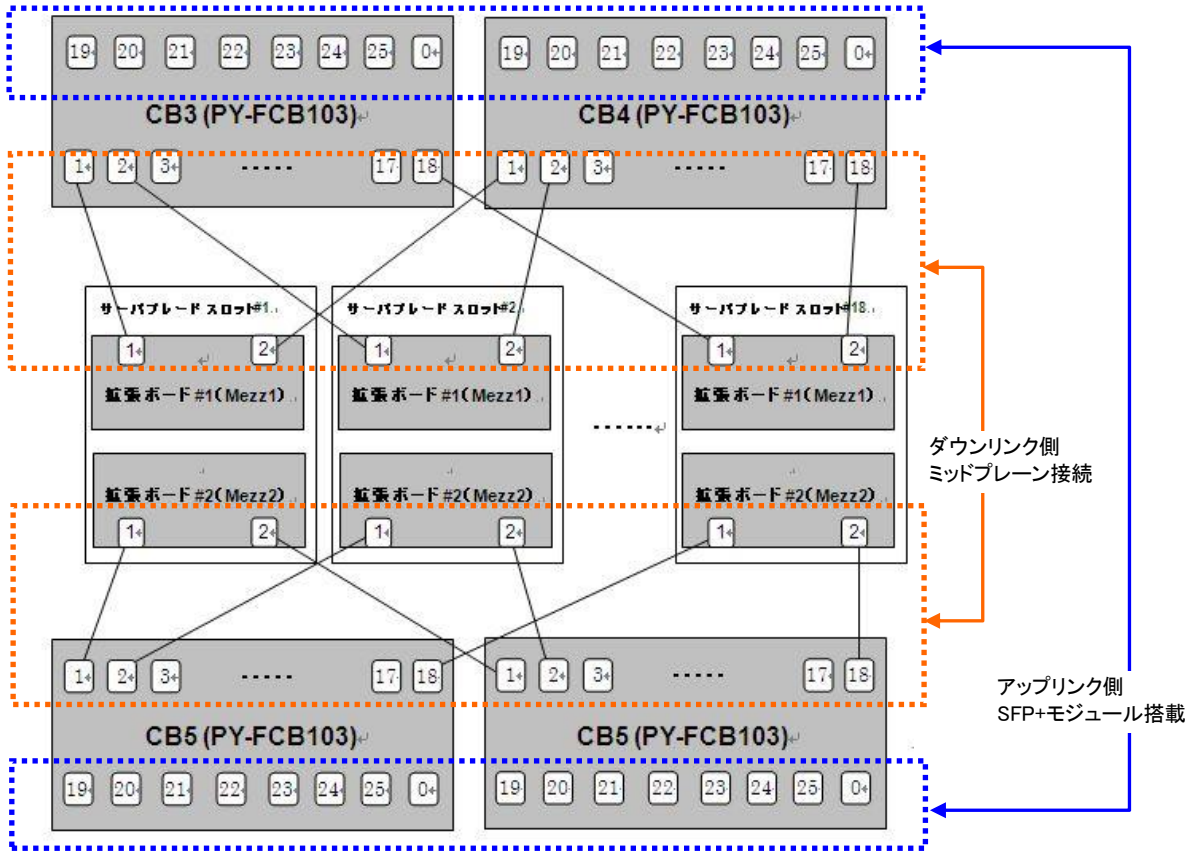 19 20 21 22 23 24 25 0
19 20 21 22 23 24 25 0
CB3 (PY-FCB103)
CB4 (PY-FCB103)
1 2 3 ····· 17 18
1 2 3 ····· 17 18
サーバブレード スロット#1
サーバブレード スロット#2
サーバブレード スロット#18
1 2
1 2
1 2
拡張ボード#1(Mezz1)
拡張ボード#1(Mezz1)
拡張ボード#1(Mezz1)
······
拡張ボード#2(Mezz2)
拡張ボード#2(Mezz2)
拡張ボード#2(Mezz2)
1 2
1 2
1 2
ダウンリンク側
ミッドプレーン接続
1 2 3 ····· 17 18
1 2 3 ····· 17 18
アップリンク側
SFP+モジュール搭載
CB5 (PY-FCB103)
CB5 (PY-FCB103)
19 20 21 22 23 24 25 0
19 20 21 22 23 24 25 0